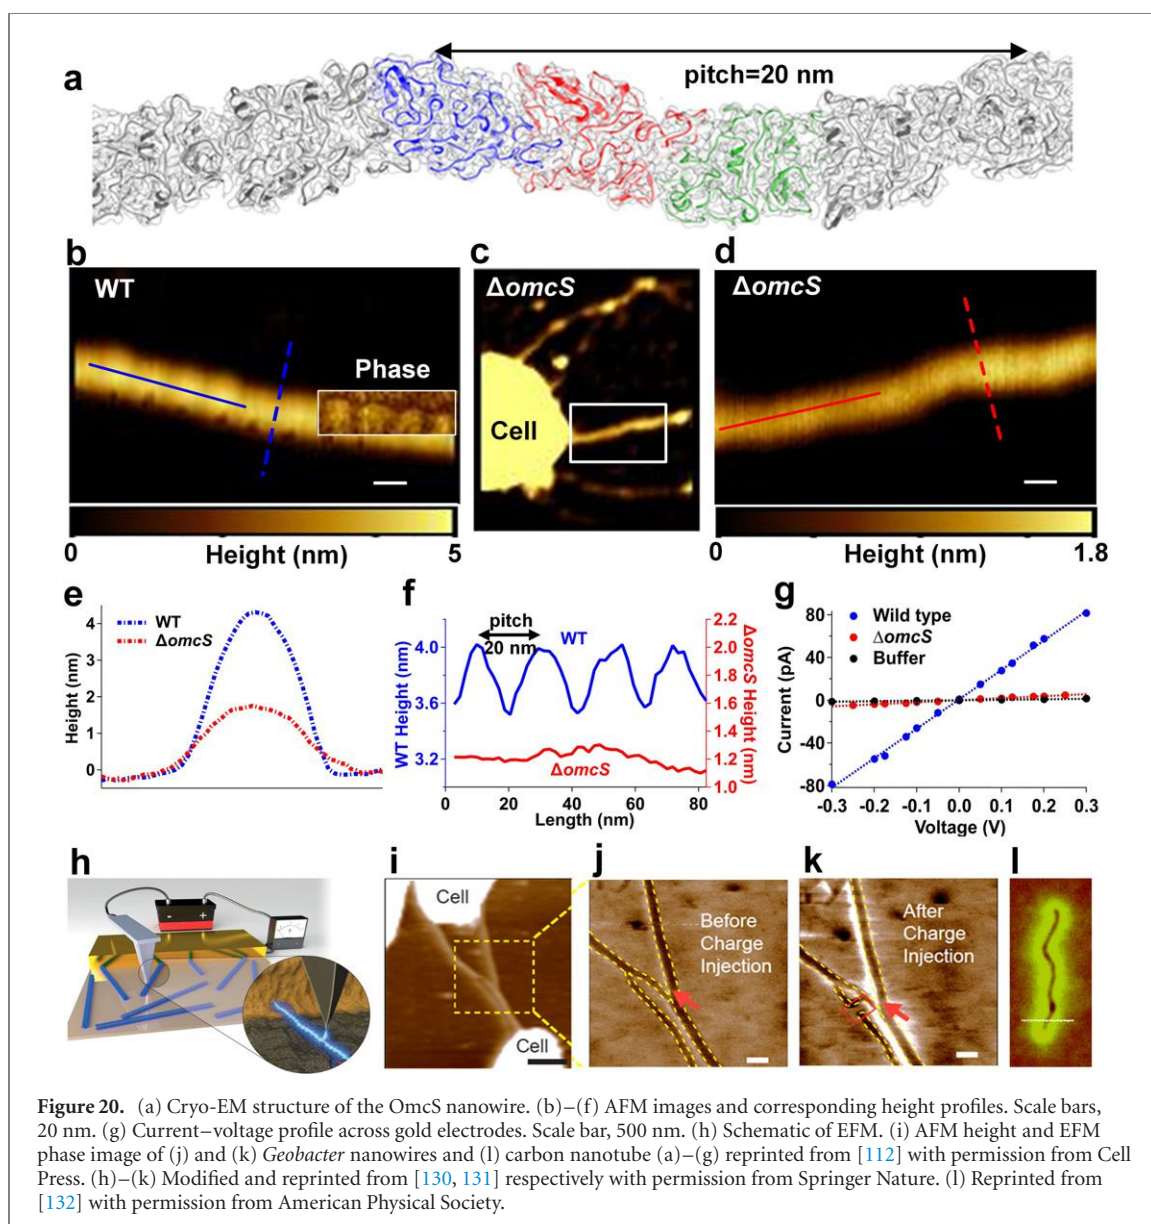 a
pitch=20 nm
b
WT
Phase
0
Height (nm)
5
c
ΔomcS
Cell
d
ΔomcS
0
Height (nm)
1.8
e
WT
ΔomcS
Height (nm)
4
3
2
1
0
f
pitch
20 nm
WT
ΔomcS
WT Height (nm)
4.0
3.6
3.2
ΔomcS Height (nm)
2.2
2.0
1.8
1.6
1.4
1.2
1.0
0
20
40
60
80
Length (nm)
g
Wild type
ΔomcS
Buffer
Current (pA)
80
40
0
-40
-80
-0.3
-0.2
-0.1
0.0
0.1
0.2
0.3
Voltage (V)
h
-
+
i
Cell
Cell
j
Before
Charge
Injection
k
After
Charge
Injection
l
Figure 20. (a) Cryo-EM structure of the OmcS nanowire. (b)–(f) AFM images and corresponding height profiles. Scale bars,
20 nm. (g) Current–voltage profile across gold electrodes. Scale bar, 500 nm. (h) Schematic of EFM. (i) AFM height and EFM
phase image of (j) and (k) Geobacter nanowires and (l) carbon nanotube (a)–(g) reprinted from [112] with permission from Cell
Press. (h)–(k) Modified and reprinted from [130, 131] respectively with permission from Springer Nature. (l) Reprinted from
[132] with permission from American Physical Society.